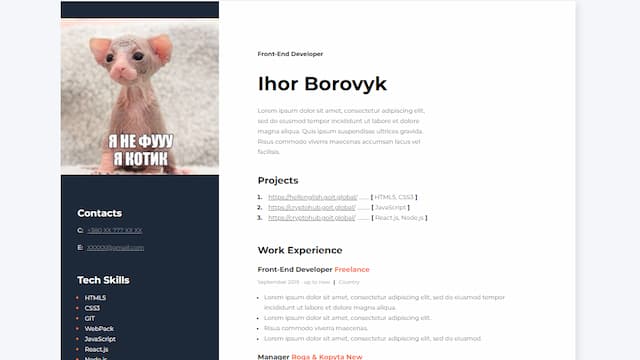 Я НЕ ФУУУ
Я КОТИК
Contacts
C: +380 XX 777 XX XX
E: XXXXX@gmail.com
Tech Skills
HTML5
CSS3
GIT
WebPack
JavaScript
React.js
Node.js
Front-End Developer
Ihor Borovyk
Lorem ipsum dolor sit amet, consectetur adipiscing elit,
sed do eiusmod tempor incididunt ut labore et dolore
magna aliqua. Quis ipsum suspendisse ultrices gravida.
Risus commodo viverra maecenas accumsan lacus vel
facilisis.
Projects
1. https://hellenglish.goit.global/ ...... [ HTML5, CSS3 ]
2. https://cryptohub.goit.global/ ....... [ JavaScript ]
3. https://cryptohub.goit.global/ ....... [ React.js, Node.js ]
Work Experience
Front-End Developer Freelance
September 2019 - up to now | Country
Lorem ipsum dolor sit amet, consectetur adipiscing elit, sed do eiusmod tempor
incididunt ut labore et dolore magna aliqua.
Lorem ipsum dolor sit amet, consectetur adipiscing elit.
Risus commodo viverra maecenas.
Lorem ipsum dolor sit amet, consectetur adipiscing elit, sed do eiusmod.
Manager Roga & Kopyta New